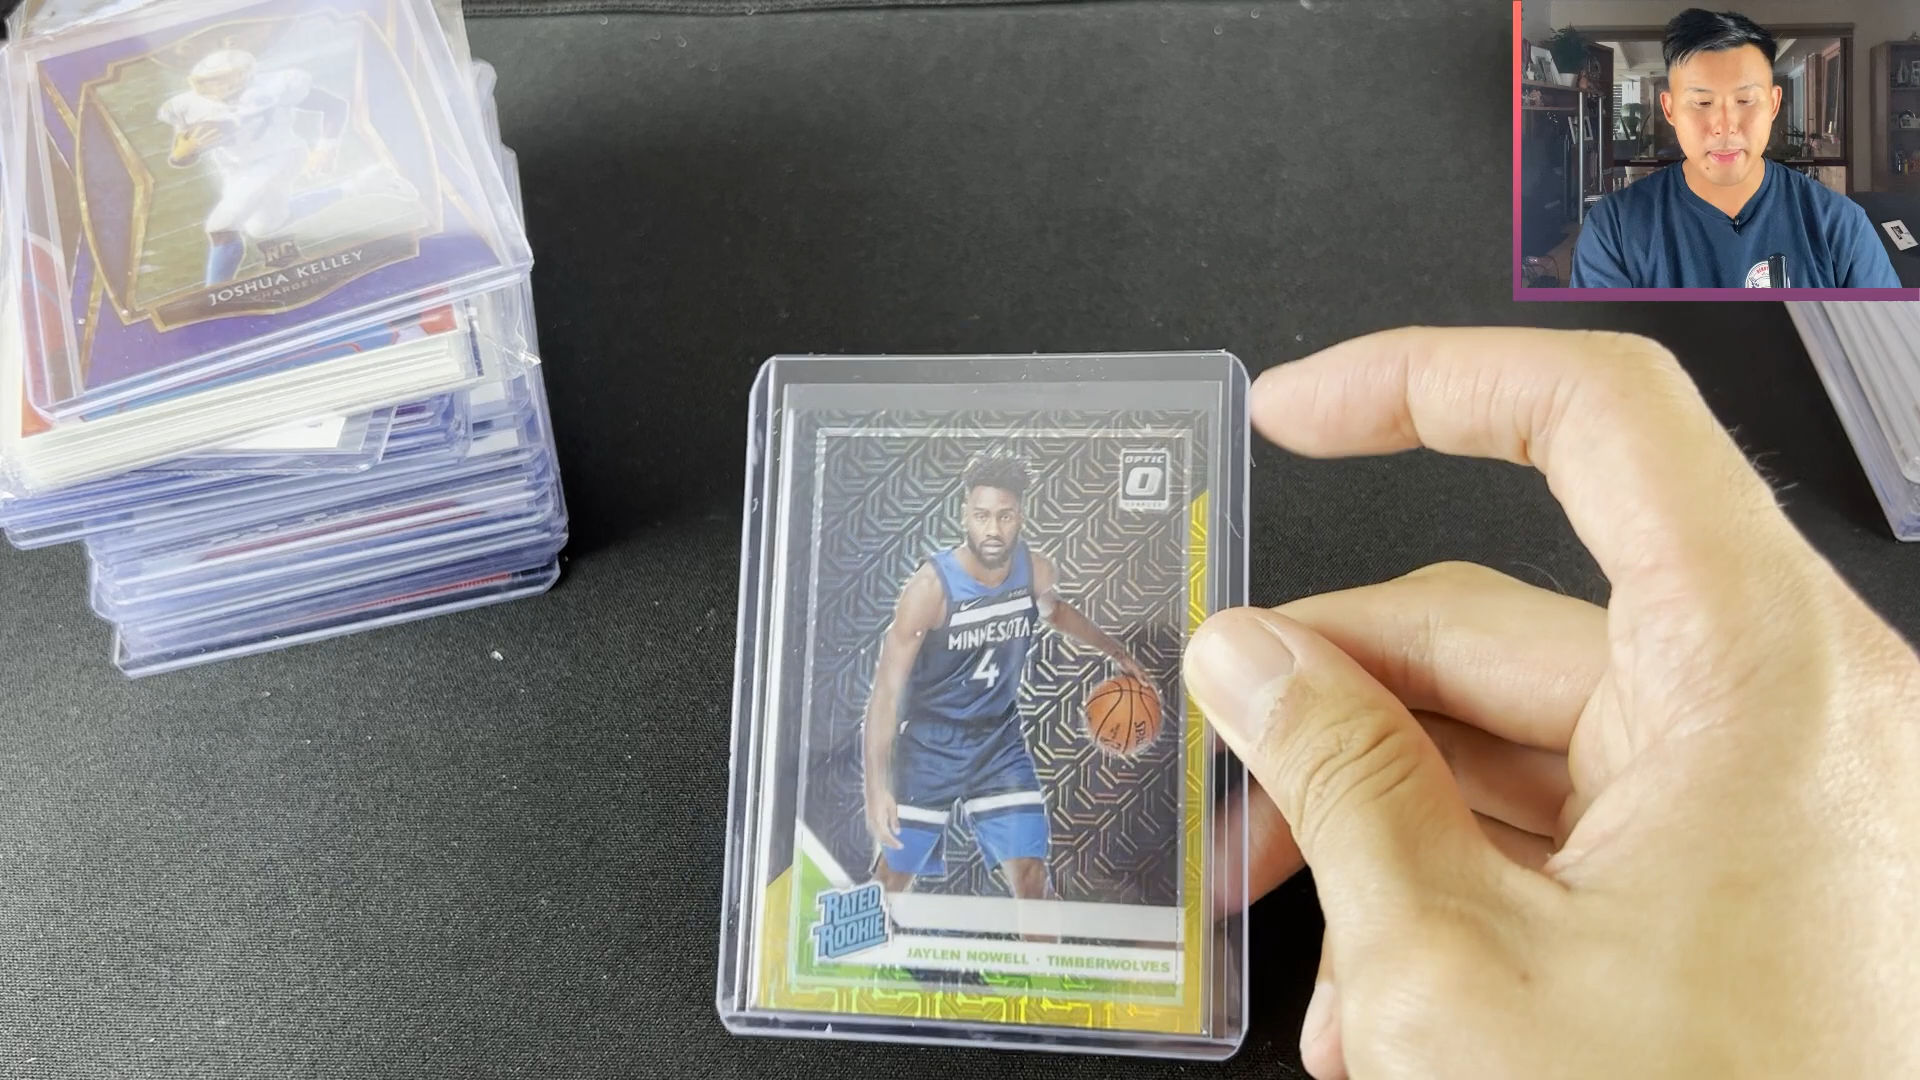 RC
JOSHUA KELLEY
CHARGERS
OPTIC
O
MINNESOTA
4
RATED
ROOKIE
JAYLEN NOWELL · TIMBERWOLVES